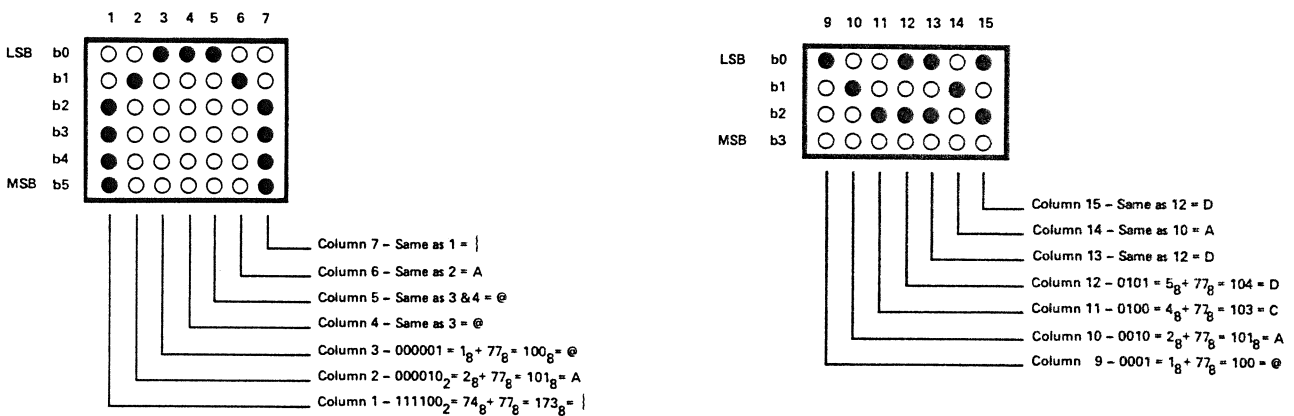 1 2 3 4 5 6 7
LSB b0
b1
b2
b3
b4
MSB b5
Column 7 – Same as 1 = }
Column 6 – Same as 2 = A
Column 5 – Same as 3 & 4 = @
Column 4 – Same as 3 = @
Column 3 – 000001 = 1₈ + 77₈ = 100₈ = @
Column 2 – 000010₂ = 2₈ + 77₈ = 101₈ = A
Column 1 – 111100₂ = 74₈ + 77₈ = 173₈ = }
9 10 11 12 13 14 15
LSB b0
b1
b2
MSB b3
Column 15 – Same as 12 = D
Column 14 – Same as 10 = A
Column 13 – Same as 12 = D
Column 12 – 0101 = 5₈ + 77₈ = 104 = D
Column 11 – 0100 = 4₈ + 77₈ = 103 = C
Column 10 – 0010 = 2₈ + 77₈ = 101₈ = A
Column 9 – 0001 = 1₈ + 77₈ = 100 = @